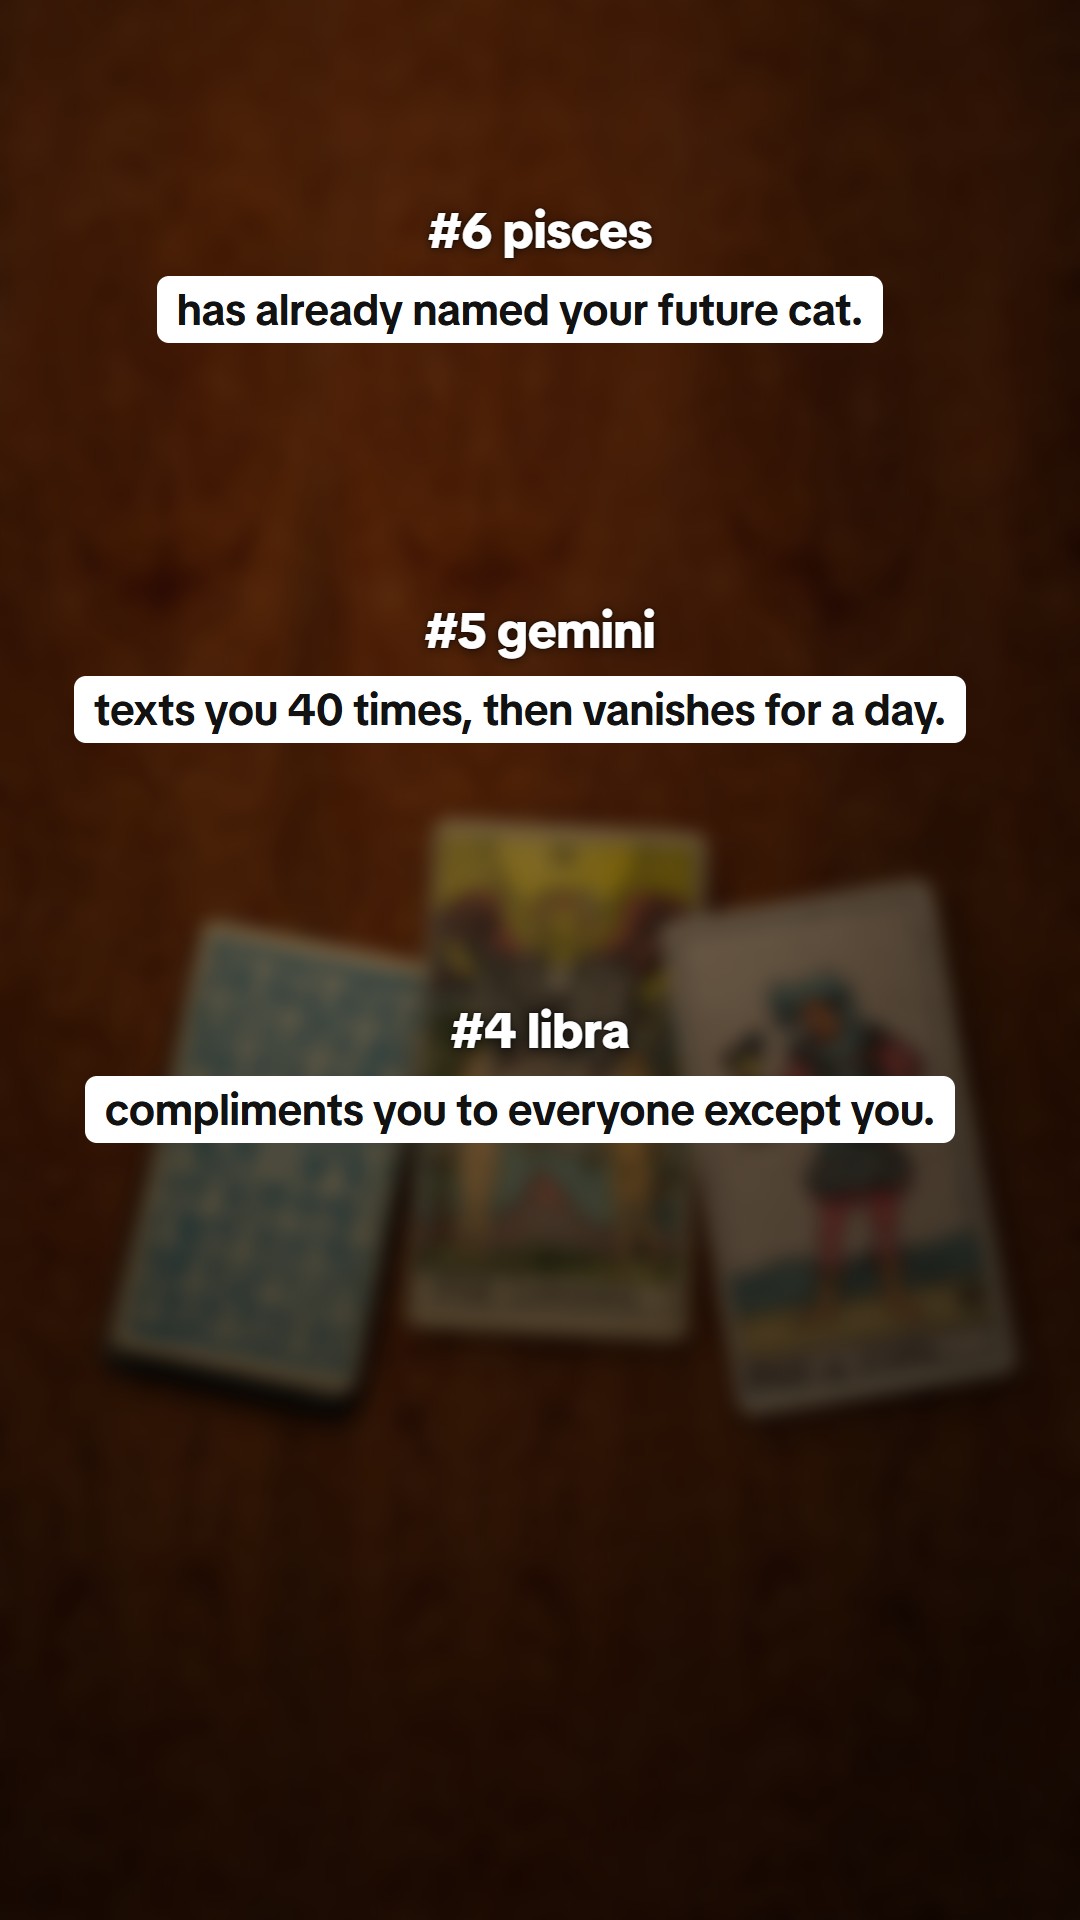 #6 pisces
has already named your future cat.
#5 gemini
texts you 40 times, then vanishes for a day.
#4 libra
compliments you to everyone except you.